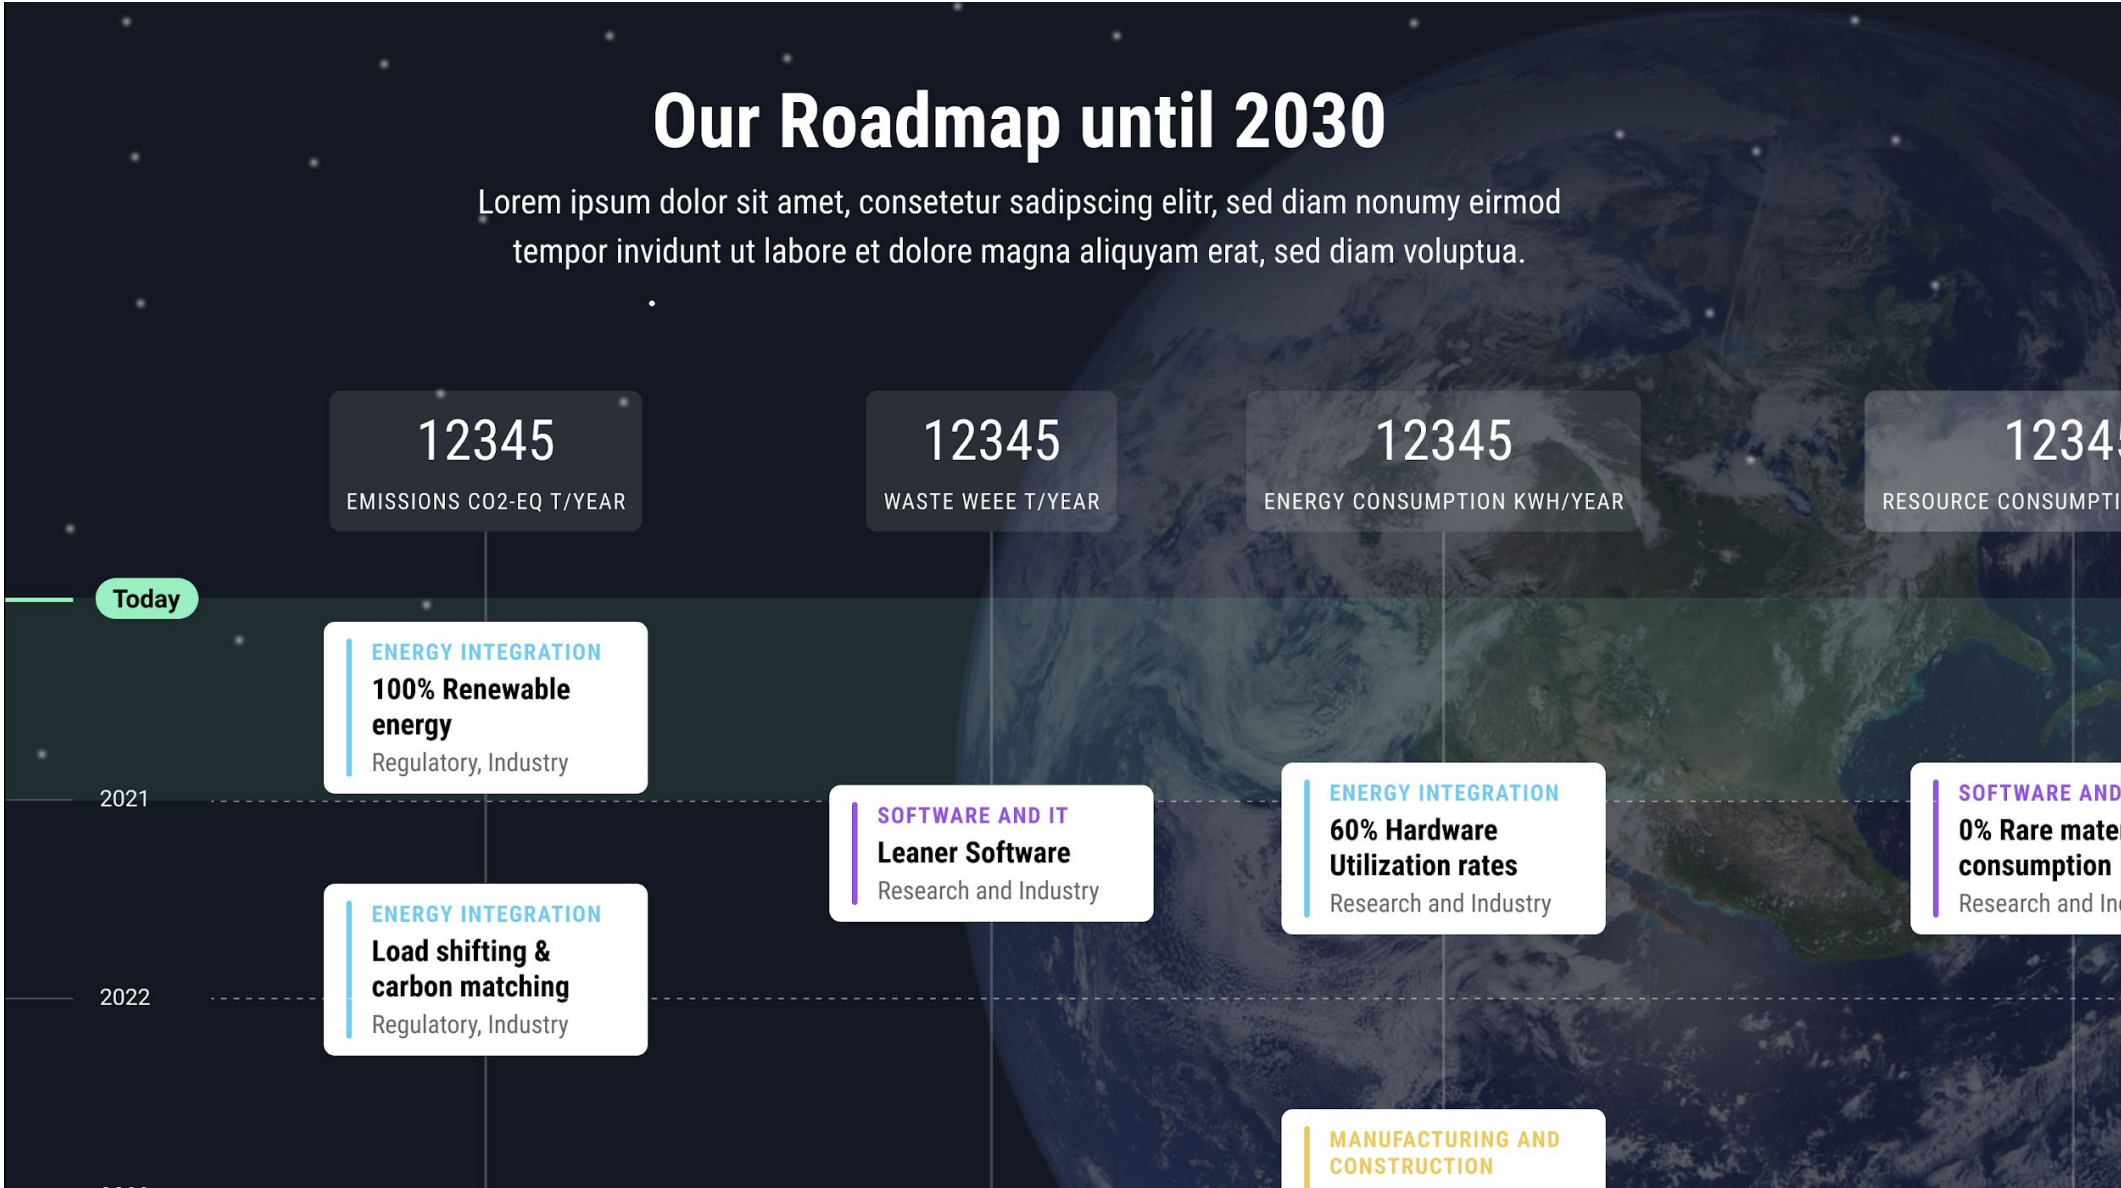 Our Roadmap until 2030
Lorem ipsum dolor sit amet, consetetur sadipscing elitr, sed diam nonumy eirmod
tempor invidunt ut labore et dolore magna aliquyam erat, sed diam voluptua.
12345
EMISSIONS CO2-EQ T/YEAR
12345
WASTE WEEE T/YEAR
12345
ENERGY CONSUMPTION KWH/YEAR
1234
RESOURCE
Today
ENERGY INTEGRATION
100% Renewable
energy
Regulatory, Industry
2021
SOFTWARE AND IT
Leaner Software
Research and Industry
ENERGY INTEGRATION
60% Hardware
Utilization rates
Research and Industry
SOFTWARE AND
0% Rare
consumption
Research and
ENERGY INTEGRATION
Load shifting &
carbon matching
Regulatory, Industry
2022
MANUFACTURING AND
CONSTRUCTION